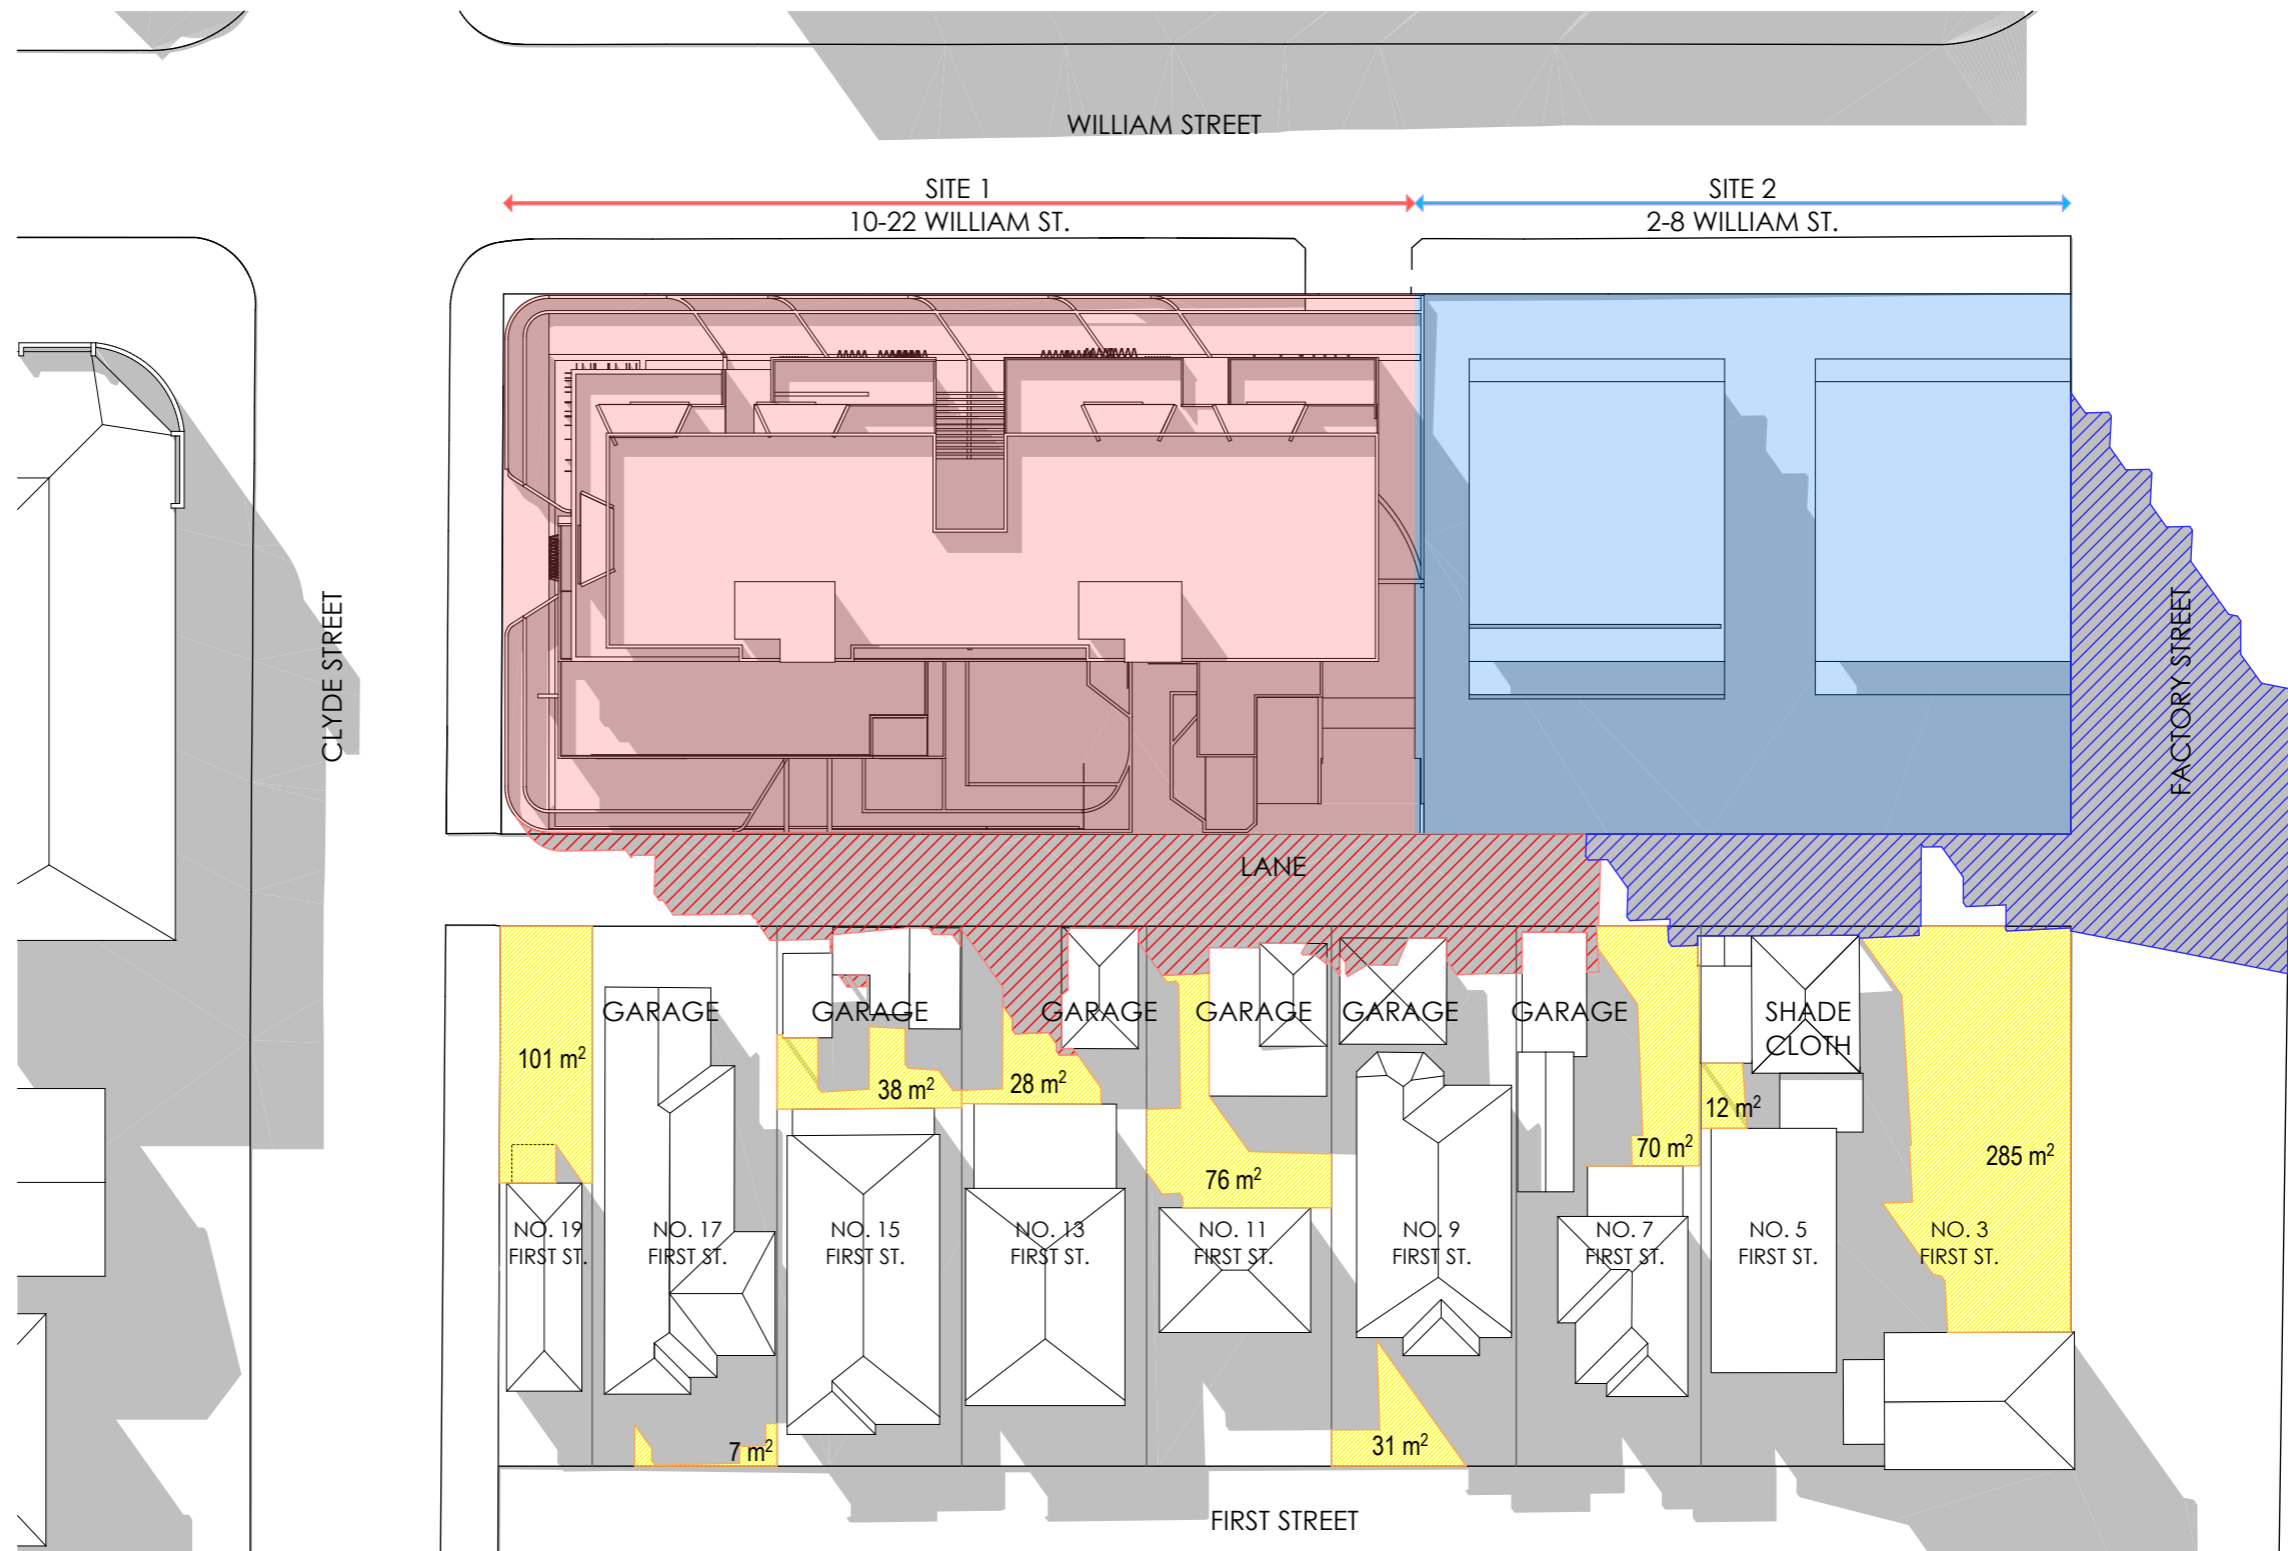 WILLIAM STREET
SITE 1
10-22 WILLIAM ST.
SITE 2
2-8 WILLIAM ST.
CLYDE STREET
FACTORY STREET
LANE
GARAGE
GARAGE
GARAGE
GARAGE
GARAGE
GARAGE
SHADE
CLOTH
101 m²
38 m²
28 m²
76 m²
70 m²
12 m²
285 m²
NO. 19
FIRST ST.
NO. 17
FIRST ST.
NO. 15
FIRST ST.
NO. 13
FIRST ST.
NO. 11
FIRST ST.
NO. 9
FIRST ST.
NO. 7
FIRST ST.
NO. 5
FIRST ST.
NO. 3
FIRST ST.
7 m²
31 m²
FIRST STREET